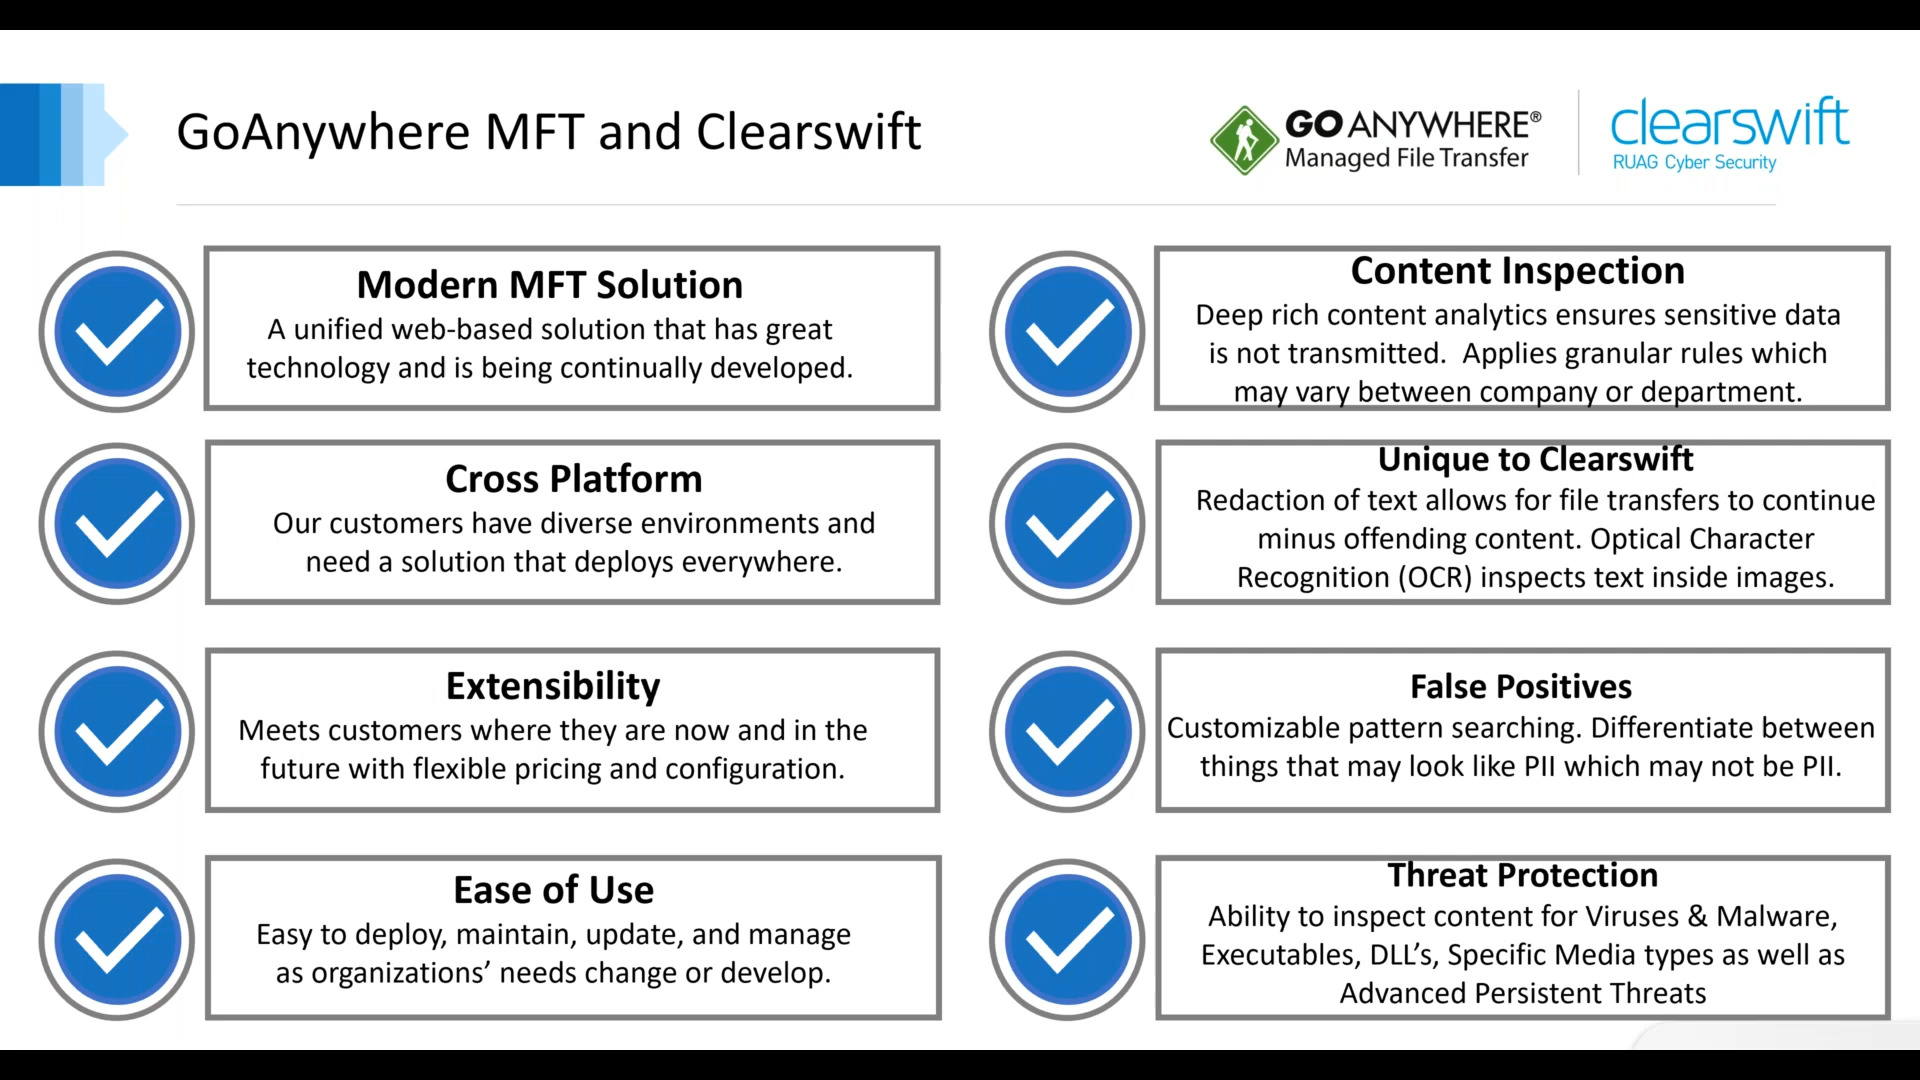 GoAnywhere MFT and Clearswift
GO ANYWHERE®
Managed File Transfer
clearswift
RUAG Cyber Security
Modern MFT Solution
A unified web-based solution that has great
technology and is being continually developed.
Cross Platform
Our customers have diverse environments and
need a solution that deploys everywhere.
Extensibility
Meets customers where they are now and in the
future with flexible pricing and configuration.
Ease of Use
Easy to deploy, maintain, update, and manage
as organizations’ needs change or develop.
Content Inspection
Deep rich content analytics ensures sensitive data
is not transmitted.  Applies granular rules which
may vary between company or department.
Unique to Clearswift
Redaction of text allows for file transfers to continue
minus offending content. Optical Character
Recognition (OCR) inspects text inside images.
False Positives
Customizable pattern searching. Differentiate between
things that may look like PII which may not be PII.
Threat Protection
Ability to inspect content for Viruses & Malware,
Executables, DLL’s, Specific Media types as well as
Advanced Persistent Threats